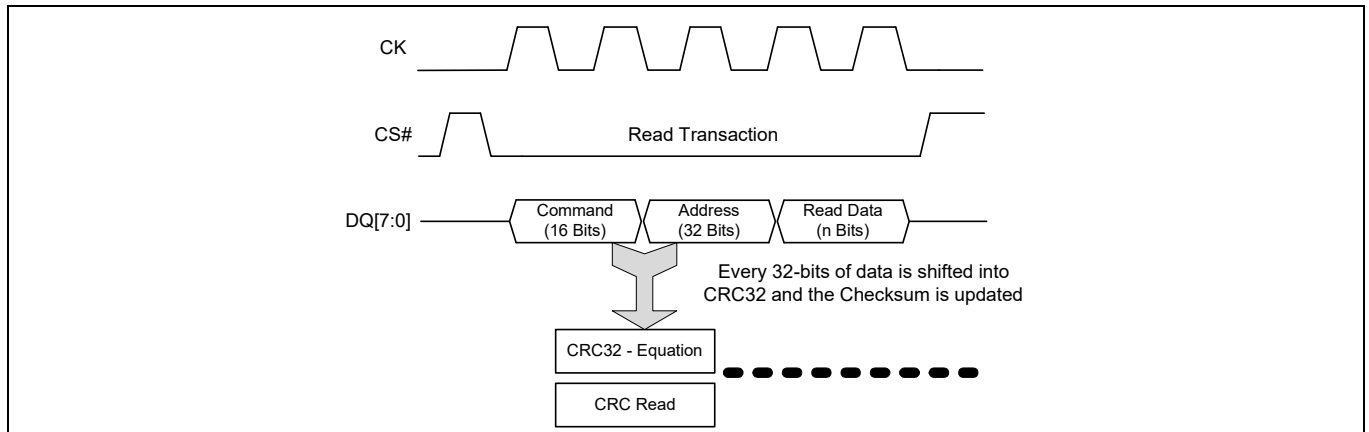 CK
CS#
Read Transaction
DQ[7:0]
Command
(16 Bits)
Address
(32 Bits)
Read Data
(n Bits)
Every 32-bits of data is shifted into
CRC32 and the Checksum is updated
CRC32 - Equation
CRC Read